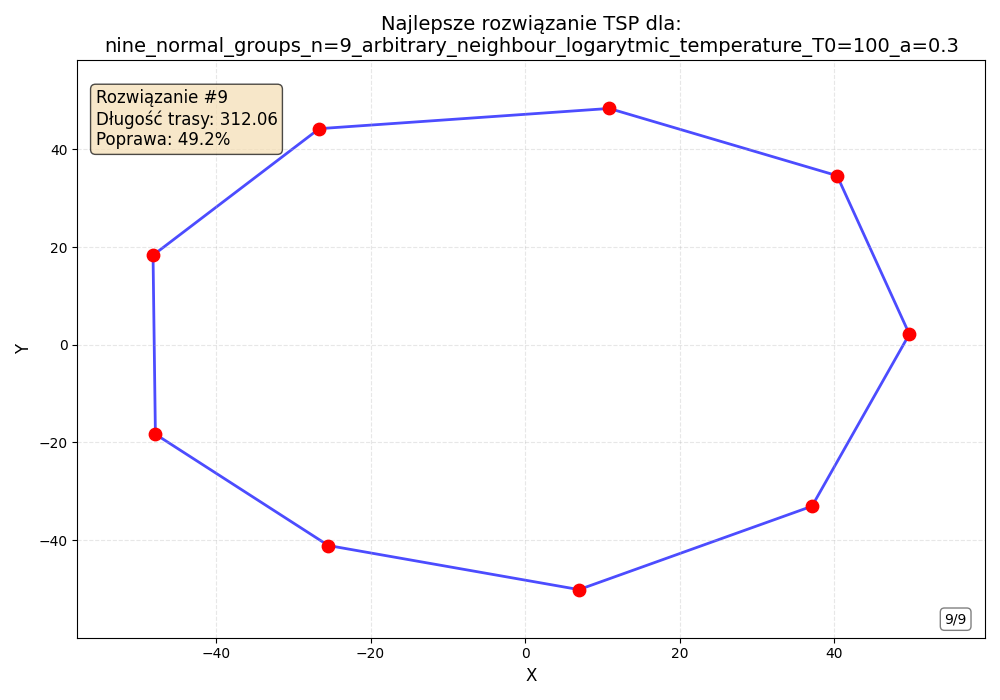 Najlepsze rozwiązanie TSP dla:
nine_normal_groups_n=9_arbitrary_neighbour_logarytmic_temperature_T0=100_a=0.3
Rozwiązanie #9
Długość trasy: 312.06
Poprawa: 49.2%
40
20
0
−20
−40
Y
9/9
−40
−20
0
20
40
X